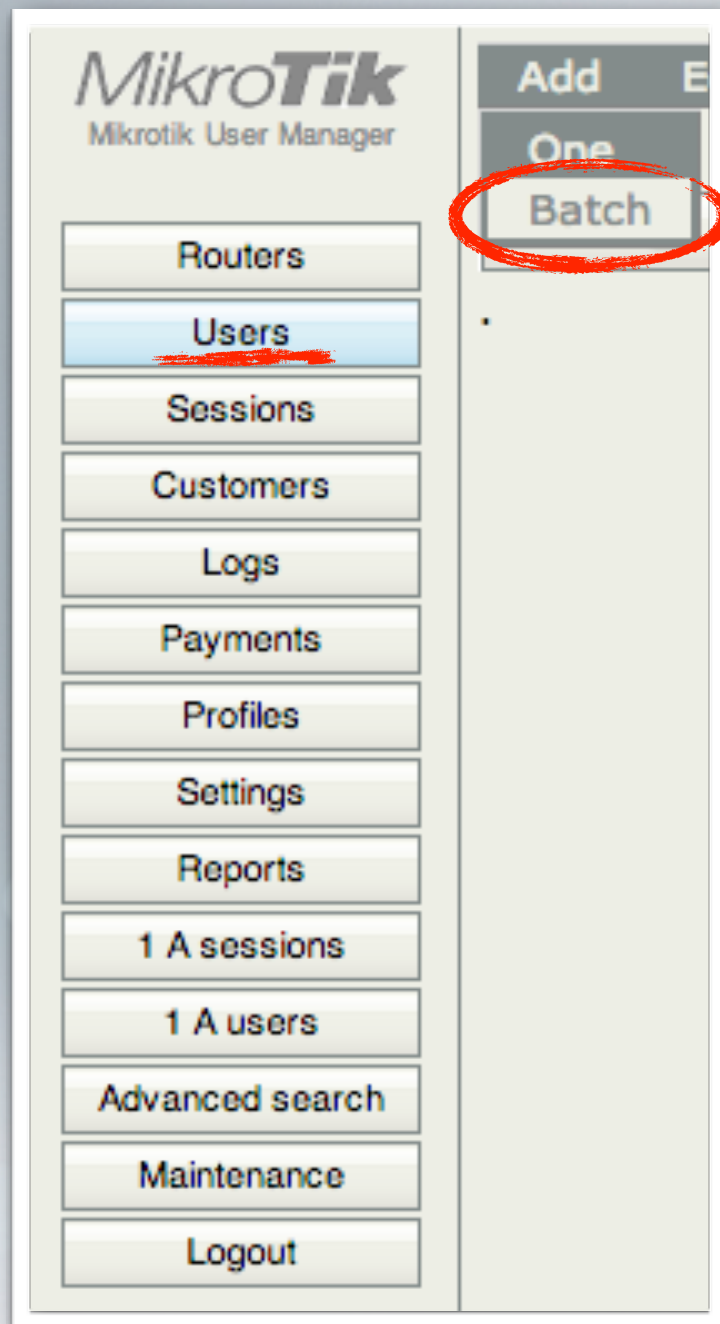 MikroTik
Mikrotik User Manager
Add E
One
Batch
Routers
Users
Sessions
Customers
Logs
Payments
Profiles
Settings
Reports
1 A sessions
1 A users
Advanced search
Maintenance
Logout